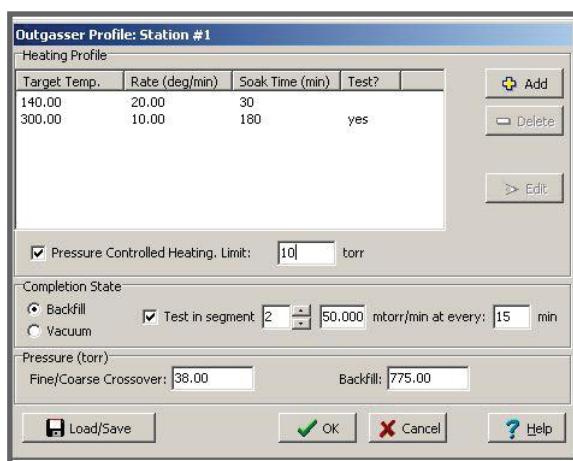 Outgasser Profile: Station #1
Heating Profile
Target Temp. Rate (deg/min) Soak Time (min) Test?
140.00 20.00 30
300.00 10.00 180 yes
Add
Delete
Edit
Pressure Controlled Heating. Limit: 10 torr
Completion State
Backfill
Vacuum
Test in segment 2 50.000 mtorr/min at every: 15 min
Pressure (torr)
Fine/Coarse Crossover: 38.00 Backfill: 775.00
Load/Save OK Cancel Help